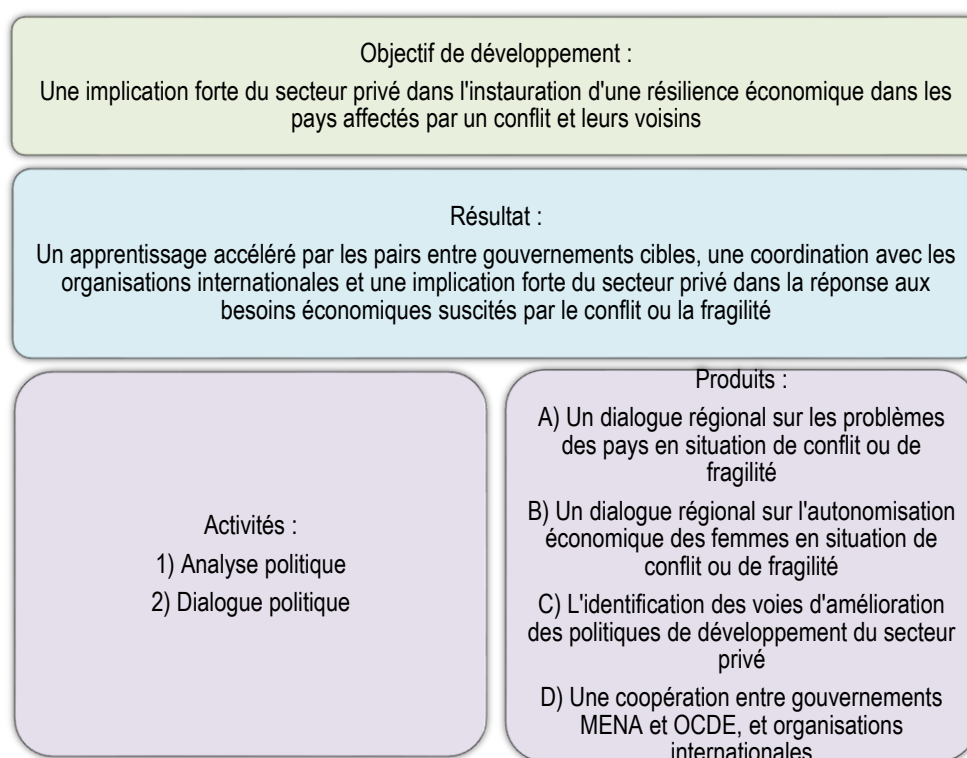 Objectif de développement :
Une implication forte du secteur privé dans l'instauration d'une résilience économique dans les
pays affectés par un conflit et leurs voisins
Résultat :
Un apprentissage accéléré par les pairs entre gouvernements cibles, une coordination avec les
organisations internationales et une implication forte du secteur privé dans la réponse aux
besoins économiques suscités par le conflit ou la fragilité
Activités :
1) Analyse politique
2) Dialogue politique
Produits :
A) Un dialogue régional sur les problèmes
des pays en situation de conflit ou de
fragilité
B) Un dialogue régional sur l'autonomisation
économique des femmes en situation de
conflit ou de fragilité
C) L'identification des voies d'amélioration
des politiques de développement du secteur
privé
D) Une coopération entre gouvernements
MENA et OCDE, et organisations
internationales